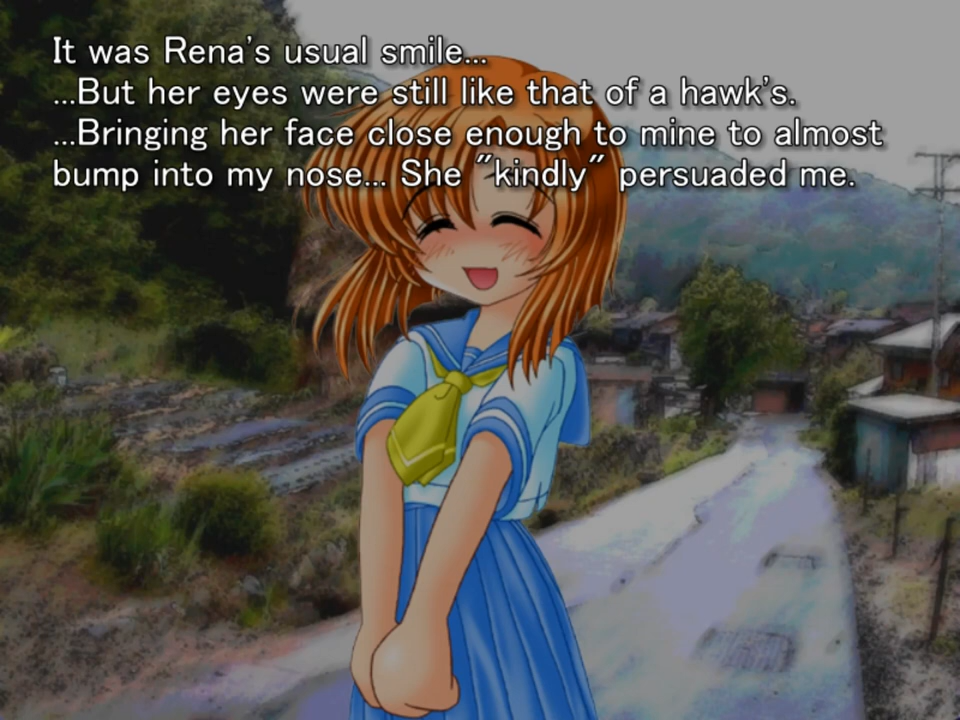 It was Rena's usual smile...
...But her eyes were still like that of a hawk's.
...Bringing her face close enough to mine to almost
bump into my nose... She "kindly" persuaded me.